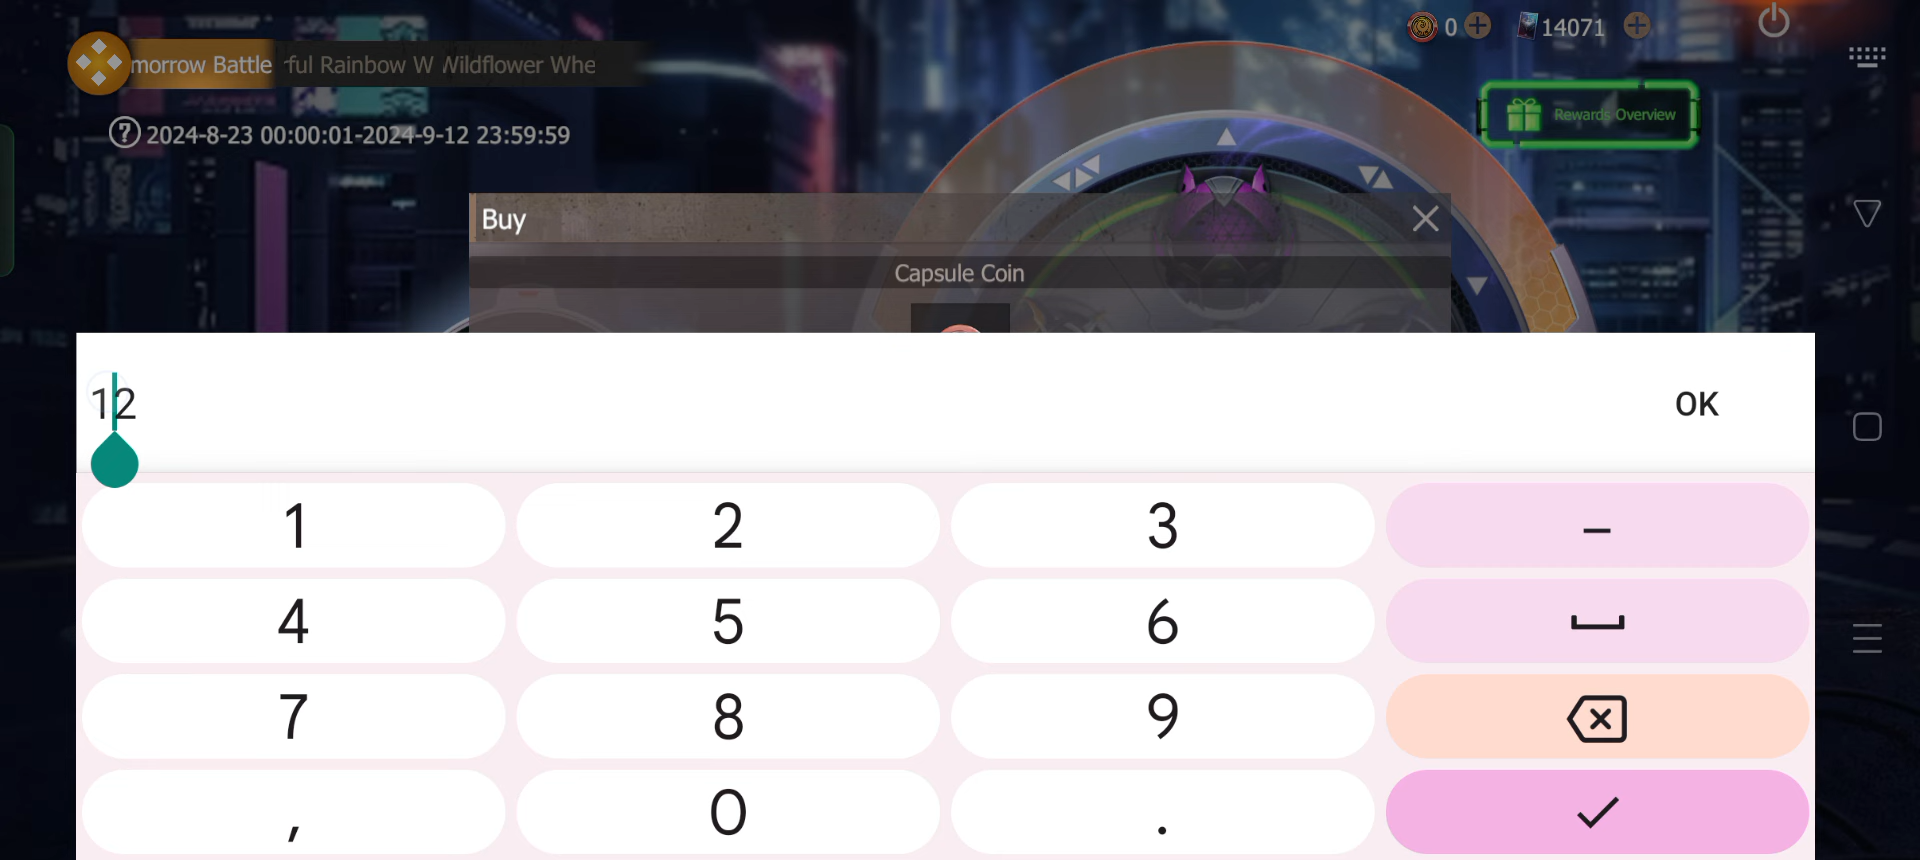 0
14071
morrow Battle
ful Rainbow W
Wildflower Whe
2024-8-23 00:00:01-2024-9-12 23:59:59
Rewards Overview
Buy
Capsule Coin
12
OK
1 2 3 –
4 5 6
7 8 9
, 0 .